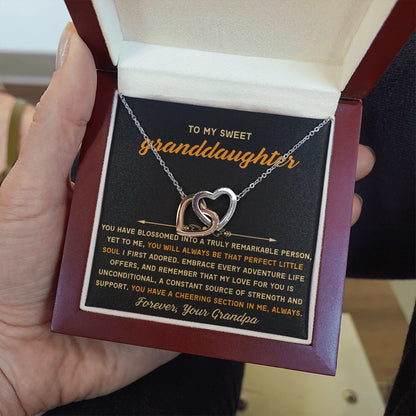 TO MY SWEET
granddaughter
YOU HAVE BLOSSOMED INTO A TRULY REMARKABLE PERSON,
YET TO ME, YOU WILL ALWAYS BE THAT PERFECT LITTLE
SOUL I FIRST ADORED. EMBRACE EVERY ADVENTURE LIFE
OFFERS, AND REMEMBER THAT MY LOVE FOR YOU IS
UNCONDITIONAL, A CONSTANT SOURCE OF STRENGTH AND
SUPPORT. YOU HAVE A CHEERING SECTION IN ME, ALWAYS.
Forever, Your Grandpa